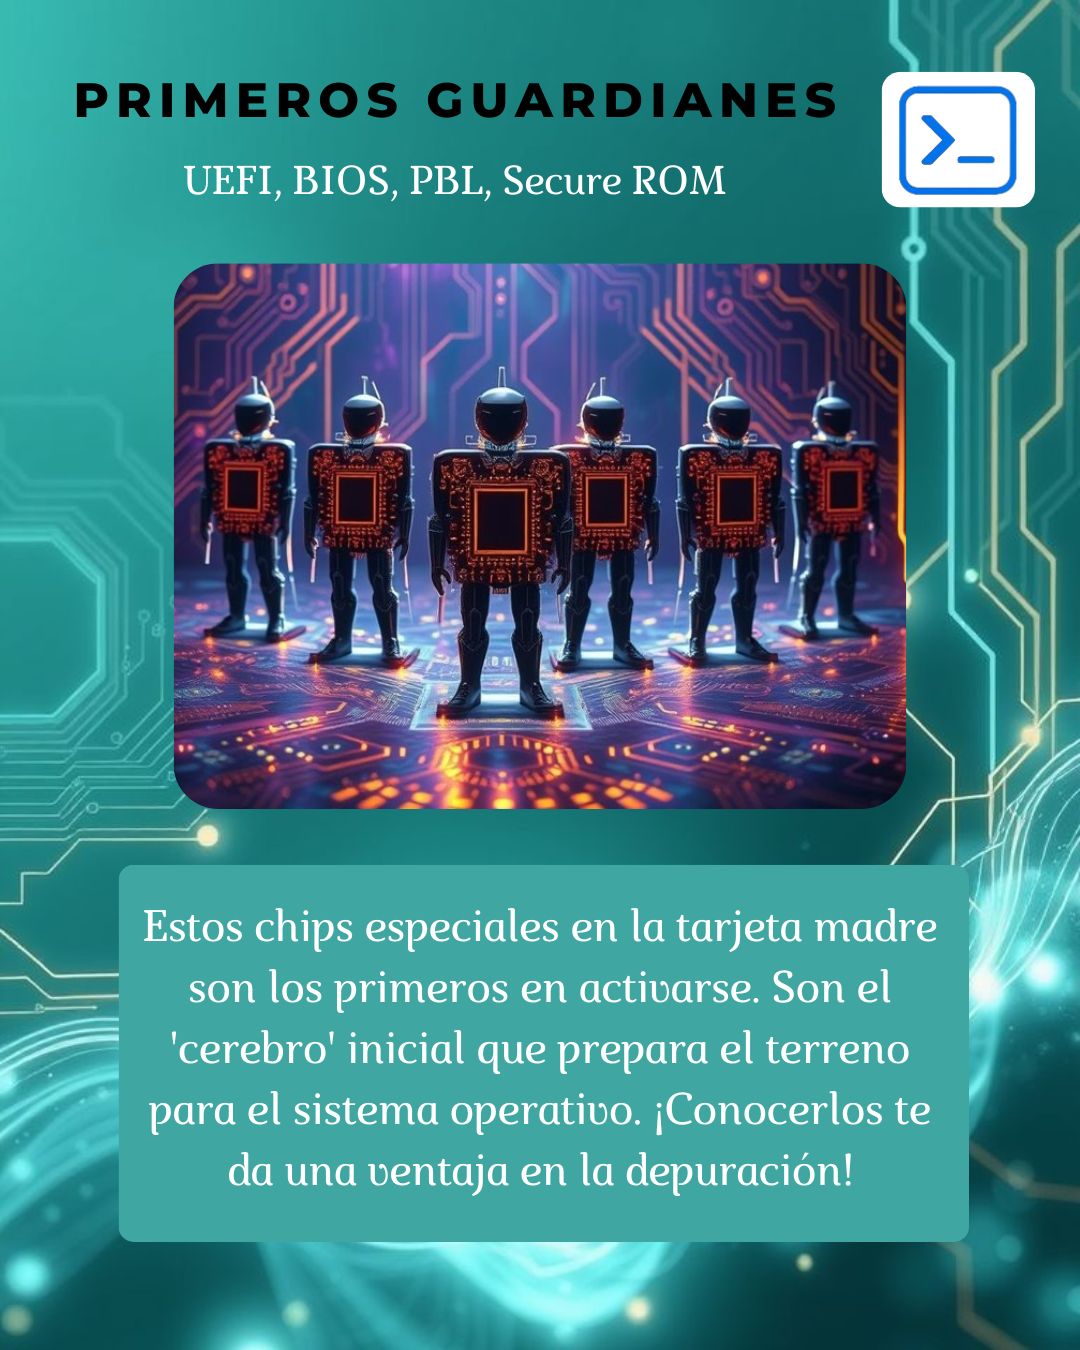 PRIMEROS GUARDIANES
UEFI, BIOS, PBL, Secure ROM
Estos chips especiales en la tarjeta madre
son los primeros en activarse. Son el
'cerebro' inicial que prepara el terreno
para el sistema operativo. ¡Conocerlos te
da una ventaja en la depuración!